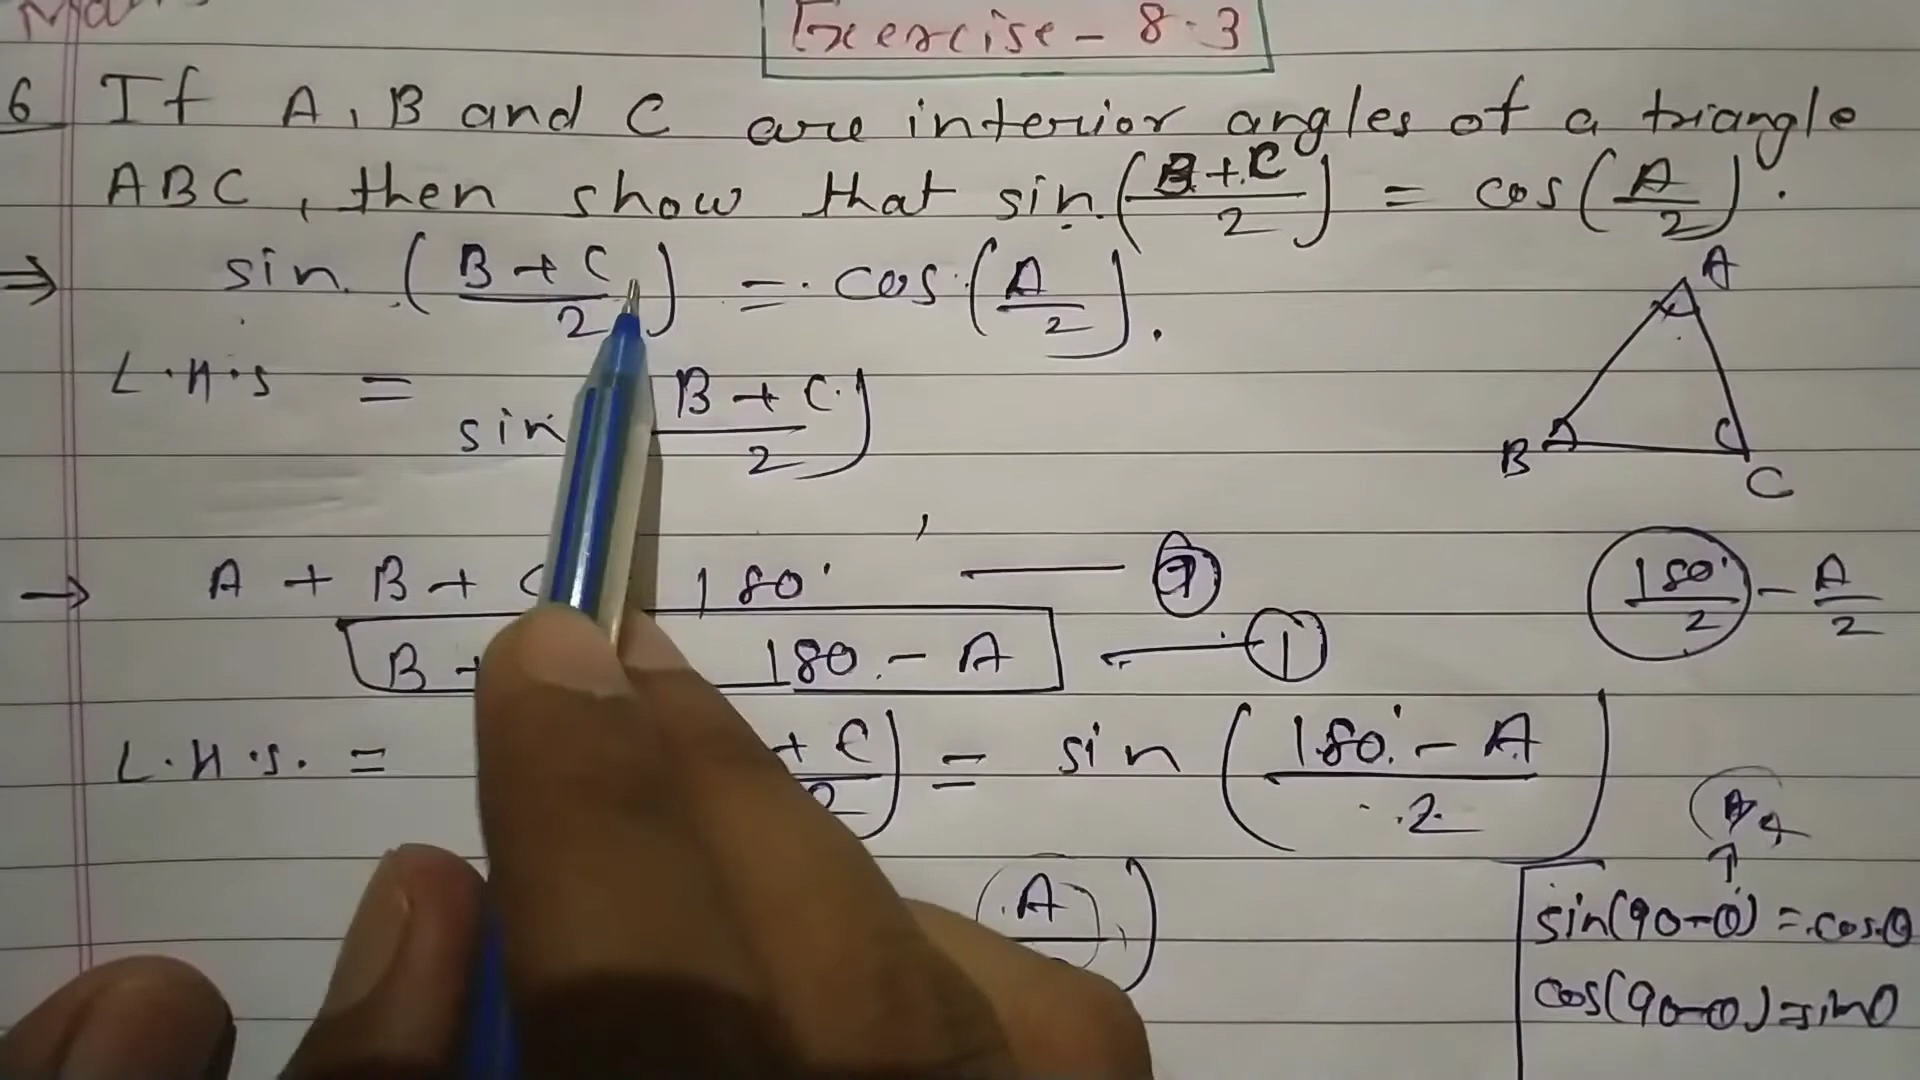 Exercise - 8.3
6 If A, B and C are interior angles of a triangle
ABC, then show that sin(B+C/2) = cos(A/2).
⇒ sin (B+C/2) = cos (A/2).
L.H.S = sin B+C/2)
A
B
C
→ A + B + C 180°
180°/2 - A/2
B + 180 - A — ①
L.H.S. = + C/2) = sin (180° - A/2)
A )
sin(90-θ) = cos θ
cos(90-θ) = sin θ